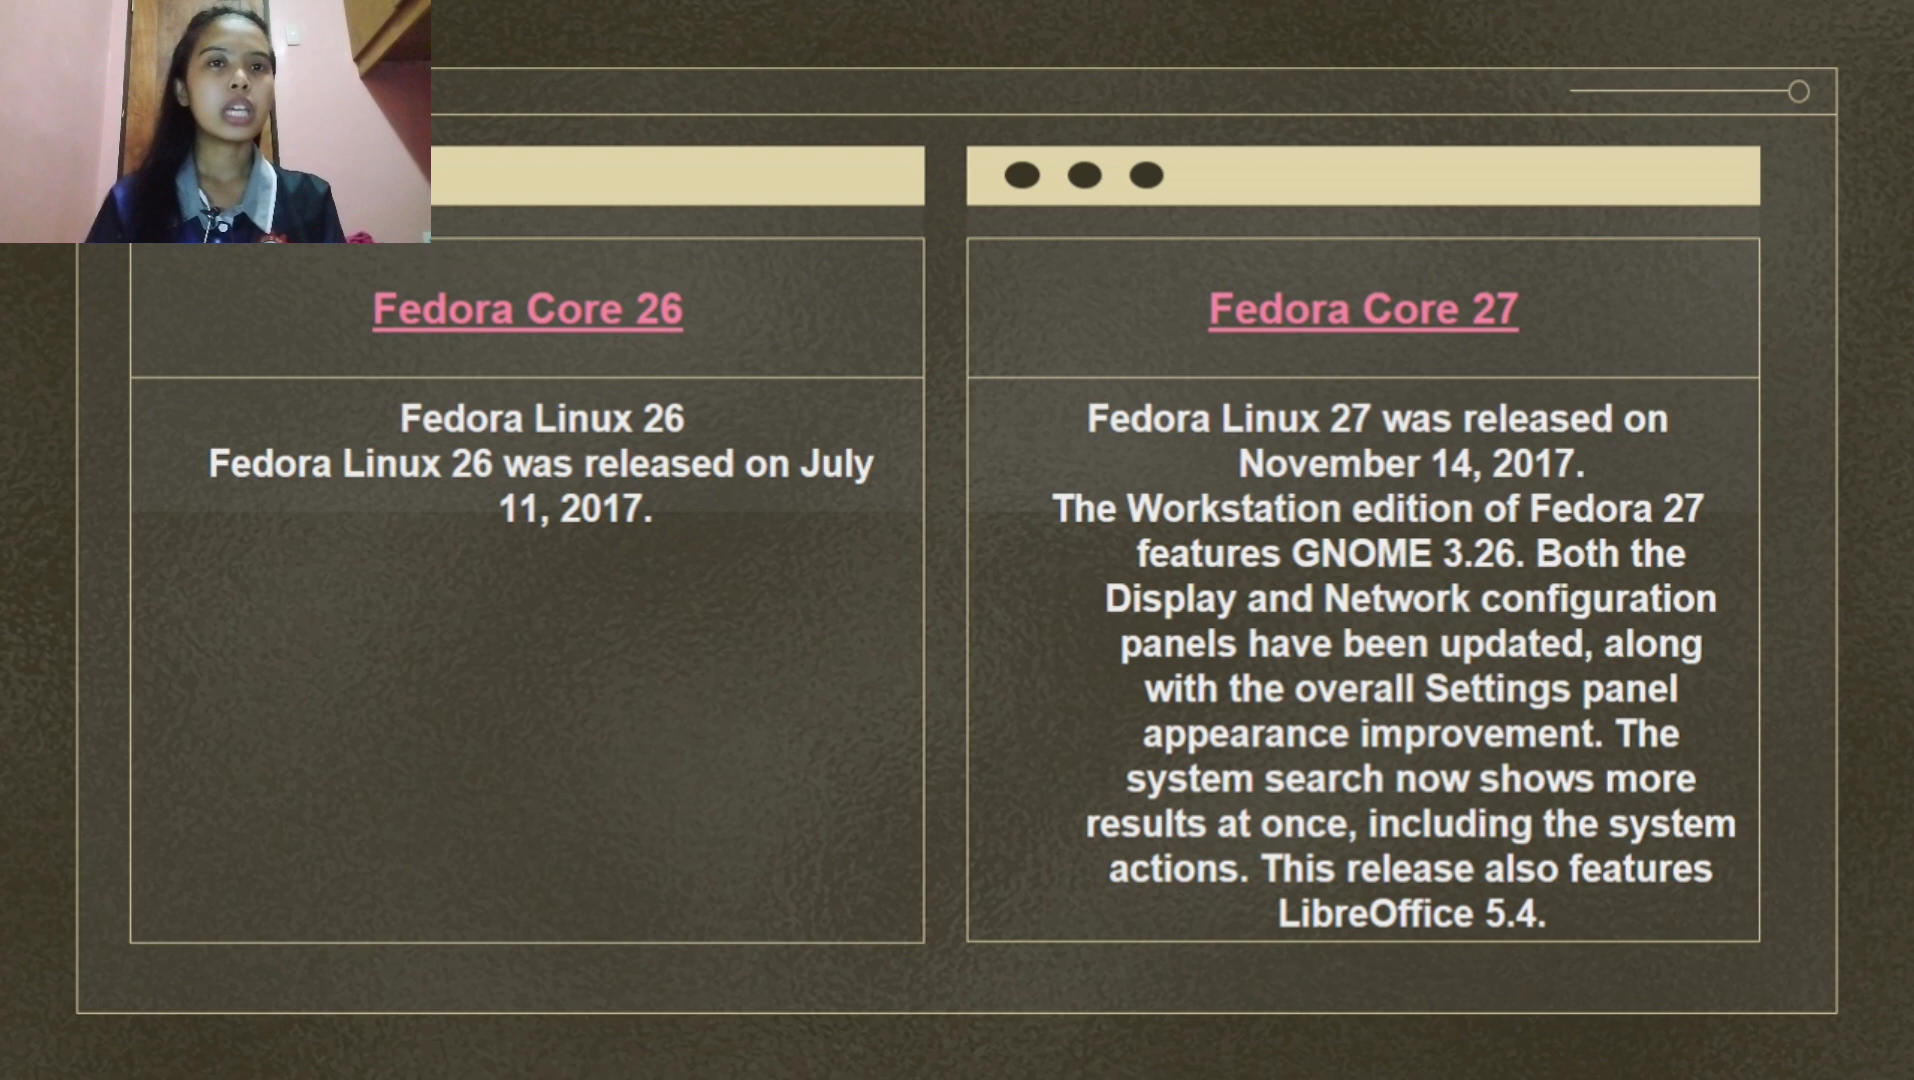 Fedora Core 26
Fedora Linux 26
Fedora Linux 26 was released on July
11, 2017.
Fedora Core 27
Fedora Linux 27 was released on
November 14, 2017.
The Workstation edition of Fedora 27
features GNOME 3.26. Both the
Display and Network configuration
panels have been updated, along
with the overall Settings panel
appearance improvement. The
system search now shows more
results at once, including the system
actions. This release also features
LibreOffice 5.4.